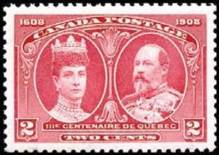 CANADA POSTAGE
1608 1908
2 IIIe CENTENAIRE DE QUEBEC 2
TWO CENTS